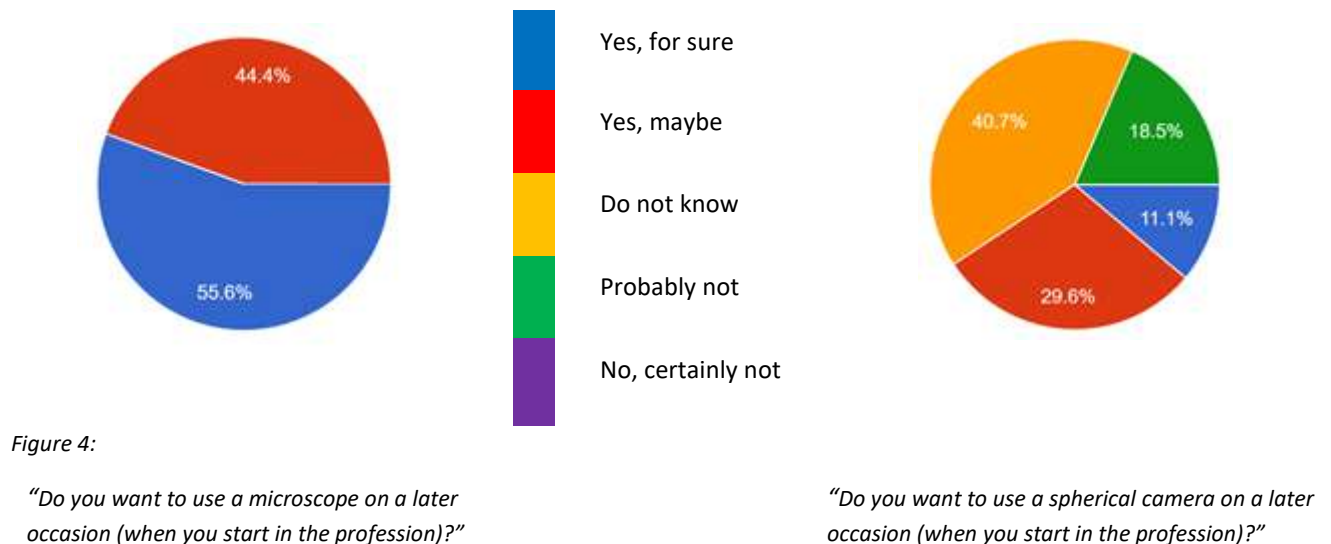 44.4%
55.6%
Yes, for sure
Yes, maybe
Do not know
Probably not
No, certainly not
40.7%
18.5%
11.1%
29.6%
Figure 4:
“Do you want to use a microscope on a later
occasion (when you start in the profession)?”
“Do you want to use a spherical camera on a later
occasion (when you start in the profession)?”